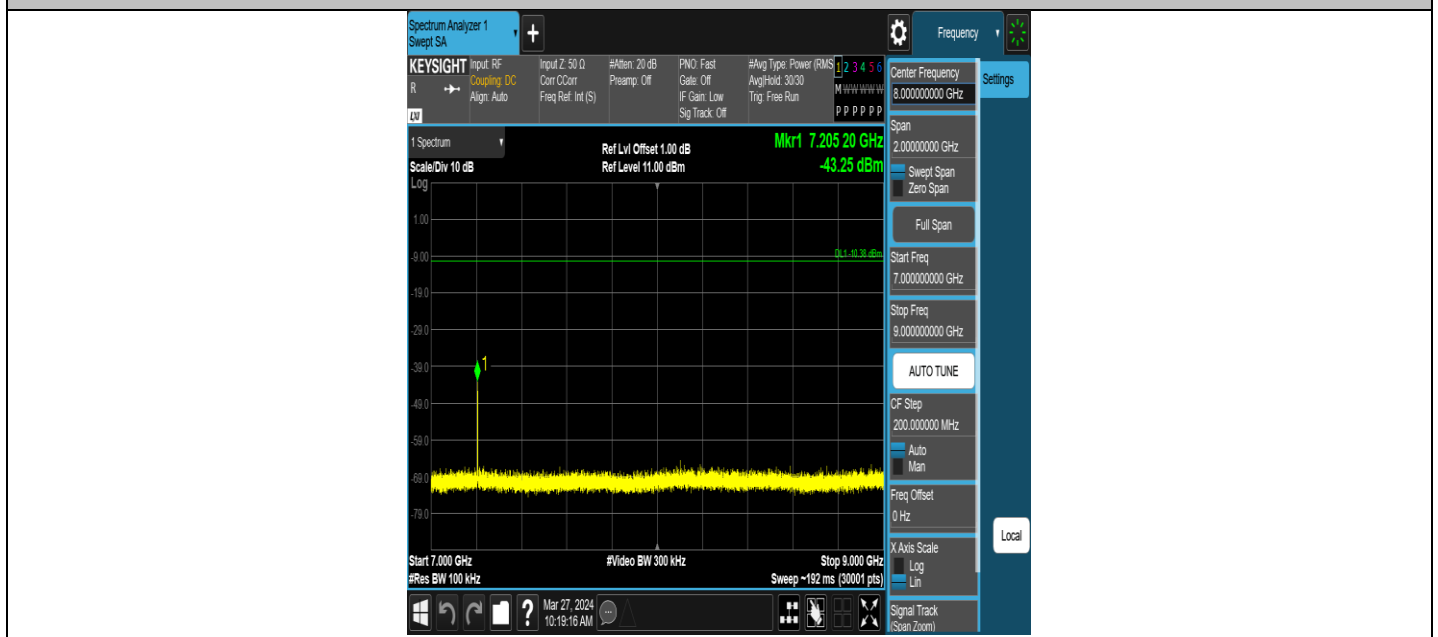 Spectrum Analyzer 1
Swept SA
+
Frequency
KEYSIGHT
R
LXI
Input: RF
Coupling: DC
Align: Auto
Input Z: 50 Ω
Corr CCorr
Freq Ref: Int (S)
#Atten: 20 dB
Preamp: Off
PNO: Fast
Gate: Off
IF Gain: Low
Sig Track: Off
#Avg Type: Power (RMS
Avg|Hold: 30/30
Trig: Free Run
1 2 3 4 5 6
M W W W W W
P P P P P P
1 Spectrum
Scale/Div 10 dB
Ref Lvl Offset 1.00 dB
Ref Level 11.00 dBm
Mkr1 7.205 20 GHz
-43.25 dBm
Log
1.00
-9.00
-19.0
-29.0
-39.0
-49.0
-59.0
-69.0
-79.0
DL1 -10.38 dBm
1
Start 7.000 GHz
#Res BW 100 kHz
#Video BW 300 kHz
Stop 9.000 GHz
Sweep ~192 ms (30001 pts)
Center Frequency
8.000000000 GHz
Settings
Span
2.00000000 GHz
Swept Span
Zero Span
Full Span
Start Freq
7.000000000 GHz
Stop Freq
9.000000000 GHz
AUTO TUNE
CF Step
200.000000 MHz
Auto
Man
Freq Offset
0 Hz
X Axis Scale
Log
Lin
Signal Track
(Span Zoom)
Local
?
Mar 27, 2024
10:19:16 AM